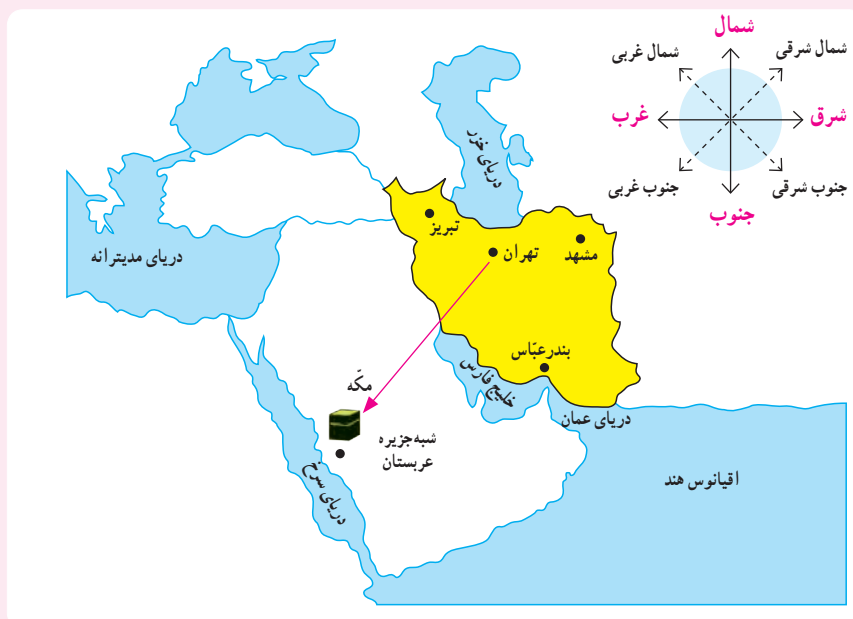 شمال
شمال شرقی
شمال غربی
شرق
غرب
جنوب شرقی
جنوب غربی
جنوب
دریای خزر
تبریز
مشهد
تهران
دریای مدیترانه
بندرعبّاس
خلیج فارس
مکّه
دریای عمان
شبه‌جزیره
عربستان
دریای سرخ
اقیانوس هند